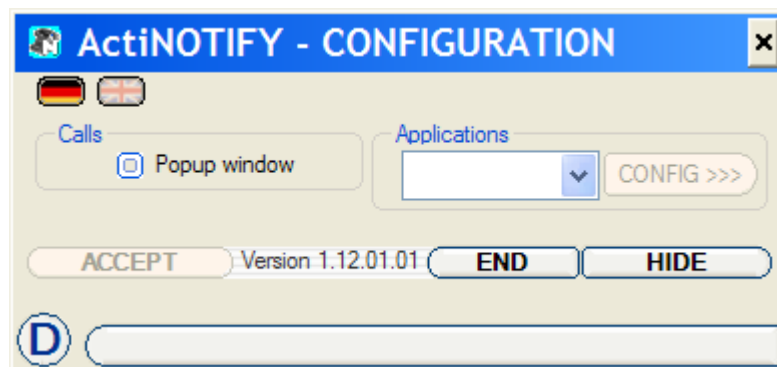 ActiNOTIFY - CONFIGURATION
Calls
Applications
Popup window
CONFIG >>>
ACCEPT
Version 1.12.01.01
END
HIDE
D